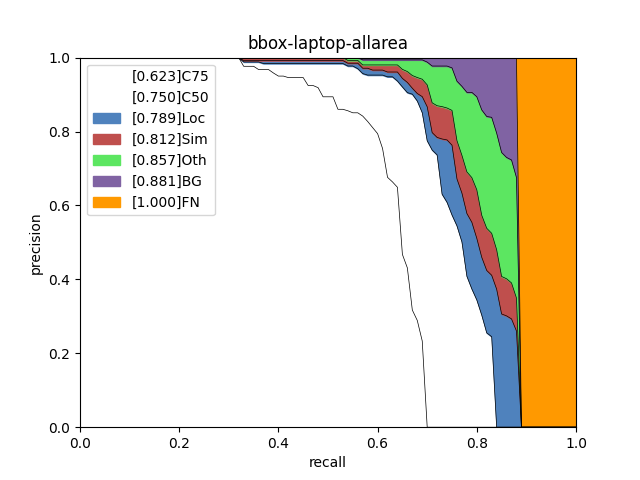 bbox-laptop-allarea
precision
1.0
0.8
0.6
0.4
0.2
0.0
[0.623]C75
[0.750]C50
[0.789]Loc
[0.812]Sim
[0.857]Oth
[0.881]BG
[1.000]FN
0.0 0.2 0.4 0.6 0.8 1.0
recall